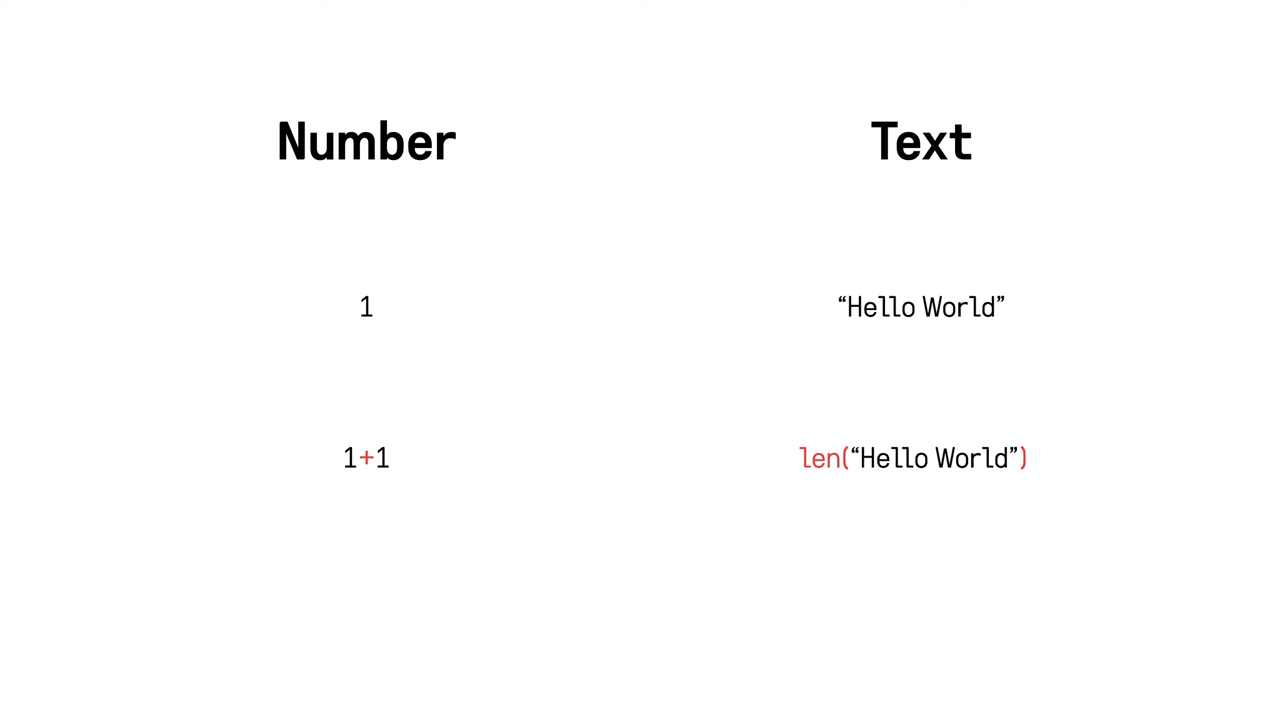 Number
Text
1
“Hello World”
1+1
len(“Hello World”)